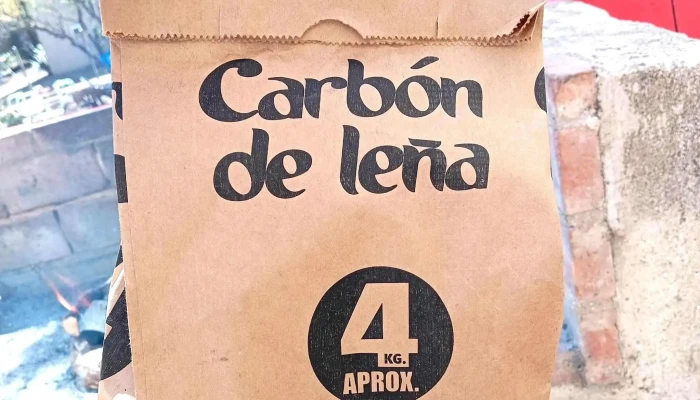 Carbón
de leña
4
KG.
APROX.